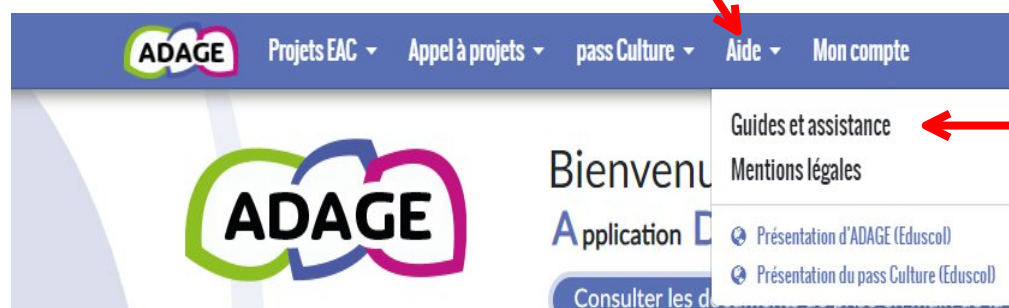 ADAGE Projets EAC Appel à projets pass Culture Aide Mon compte
Guides et assistance
Mentions légales
ADAGE
Bienvenu
Application D
Présentation d'ADAGE (Eduscol)
Présentation du pass Culture (Eduscol)
Consulter les